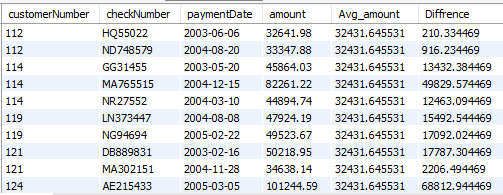 customerNumber checkNumber paymentDate amount Avg_amount Diffrence
112 HQ55022 2003-06-06 32641.98 32431.645531 210.334469
112 ND748579 2004-08-20 33347.88 32431.645531 916.234469
114 GG31455 2003-05-20 45864.03 32431.645531 13432.384469
114 MA765515 2004-12-15 82261.22 32431.645531 49829.574469
114 NR27552 2004-03-10 44894.74 32431.645531 12463.094469
119 LN373447 2004-08-08 47924.19 32431.645531 15492.544469
119 NG94694 2005-02-22 49523.67 32431.645531 17092.024469
121 DB889831 2003-02-16 50218.95 32431.645531 17787.304469
121 MA302151 2004-11-28 34638.14 32431.645531 2206.494469
124 AE215433 2005-03-05 101244.59 32431.645531 68812.944469